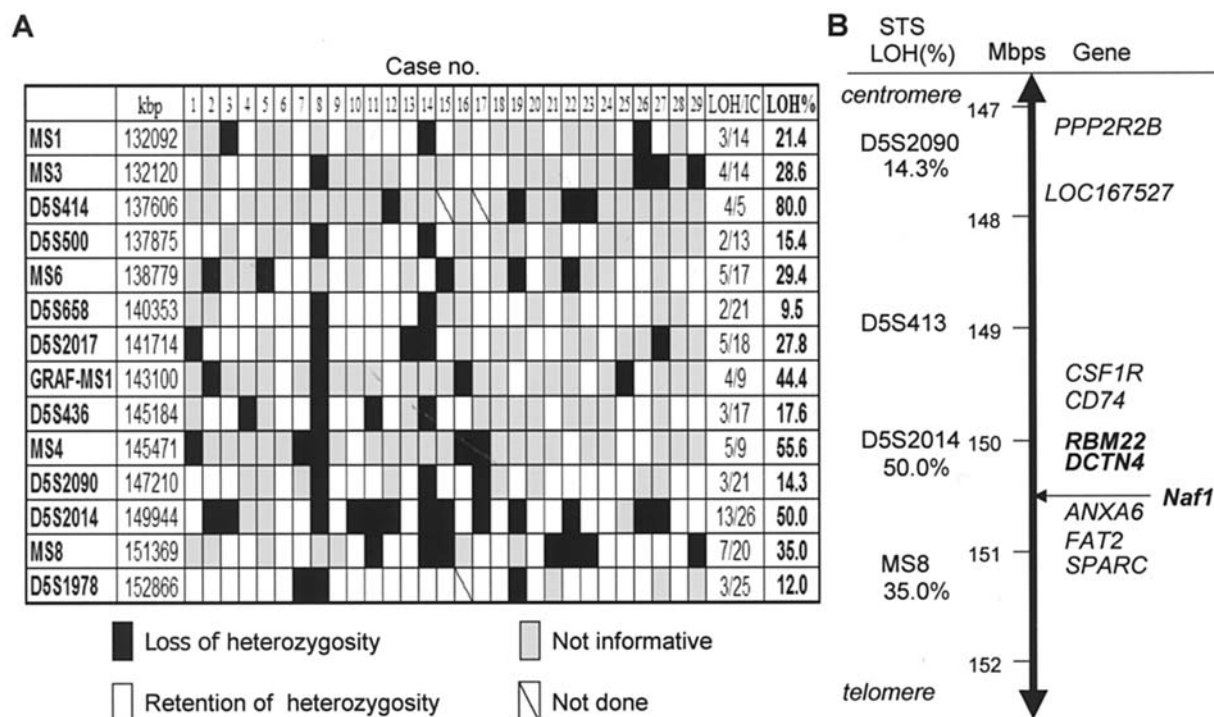 A
Case no.
kbp 1 2 3 4 5 6 7 8 9 10 11 12 13 14 15 16 17 18 19 20 21 22 23 24 25 26 27 28 29 LOH/IC LOH%
MS1 132092 3/14 21.4
MS3 132120 4/14 28.6
D5S414 137606 4/5 80.0
D5S500 137875 2/13 15.4
MS6 138779 5/17 29.4
D5S658 140353 2/21 9.5
D5S2017 141714 5/18 27.8
GRAF-MS1 143100 4/9 44.4
D5S436 145184 3/17 17.6
MS4 145471 5/9 55.6
D5S2090 147210 3/21 14.3
D5S2014 149944 13/26 50.0
MS8 151369 7/20 35.0
D5S1978 152866 3/25 12.0
Loss of heterozygosity Not informative
Retention of heterozygosity Not done
B
STS
LOH(%) Mbps Gene
centromere
147
PPP2R2B
D5S2090
14.3%
LOC167527
148
D5S413
149
CSF1R
CD74
D5S2014
50.0%
150
RBM22
DCTN4
Naf1
ANXA6
FAT2
SPARC
151
MS8
35.0%
152
telomere